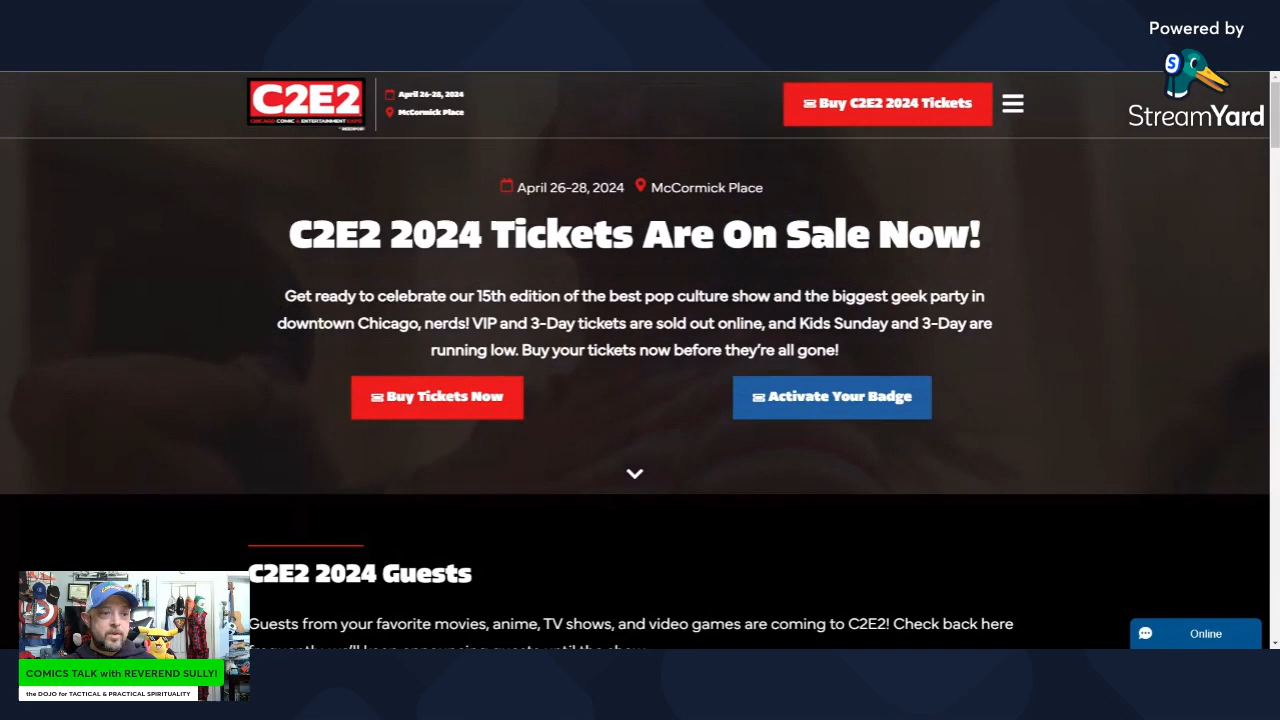 Powered by
StreamYard
C2E2
CHICAGO COMIC & ENTERTAINMENT EXPO
April 26-28, 2024
McCormick Place
Buy C2E2 2024 Tickets
April 26-28, 2024 McCormick Place
C2E2 2024 Tickets Are On Sale Now!
Get ready to celebrate our 15th edition of the best pop culture show and the biggest geek party in
downtown Chicago, nerds! VIP and 3-Day tickets are sold out online, and Kids Sunday and 3-Day are
running low. Buy your tickets now before they're all gone!
Buy Tickets Now
Activate Your Badge
C2E2 2024 Guests
Guests from your favorite movies, anime, TV shows, and video games are coming to C2E2! Check back here
Online
COMICS TALK with REVEREND SULLY!
the DOJO for TACTICAL & PRACTICAL SPIRITUALITY